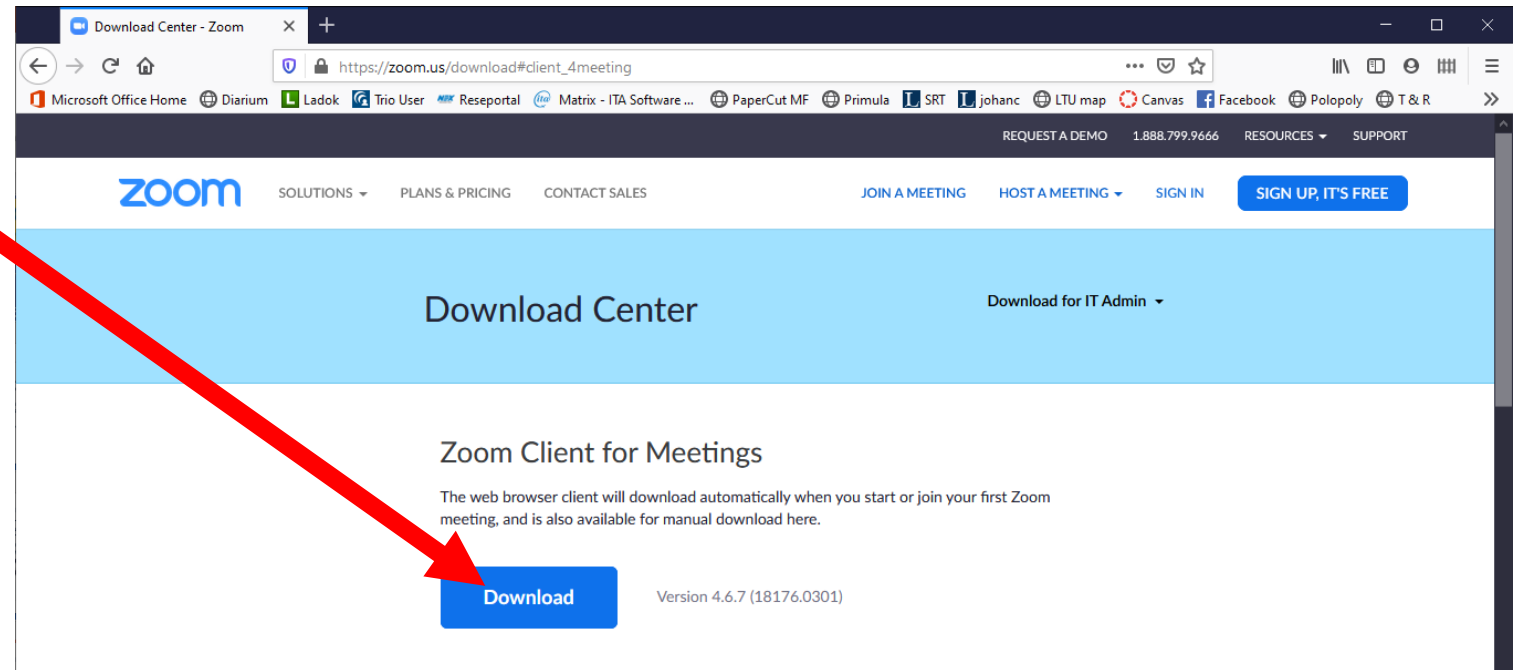 Download Center - Zoom
https://zoom.us/download#client_4meeting
Microsoft Office Home Diarium Ladok Trio User Reseportal Matrix - ITA Software ... PaperCut MF Primula SRT johanc LTU map Canvas Facebook Polopoly T & R
REQUEST A DEMO 1.888.799.9666 RESOURCES SUPPORT
zoom SOLUTIONS PLANS & PRICING CONTACT SALES JOIN A MEETING HOST A MEETING SIGN IN SIGN UP, IT'S FREE
Download Center Download for IT Admin
Zoom Client for Meetings
The web browser client will download automatically when you start or join your first Zoom
meeting, and is also available for manual download here.
Download Version 4.6.7 (18176.0301)